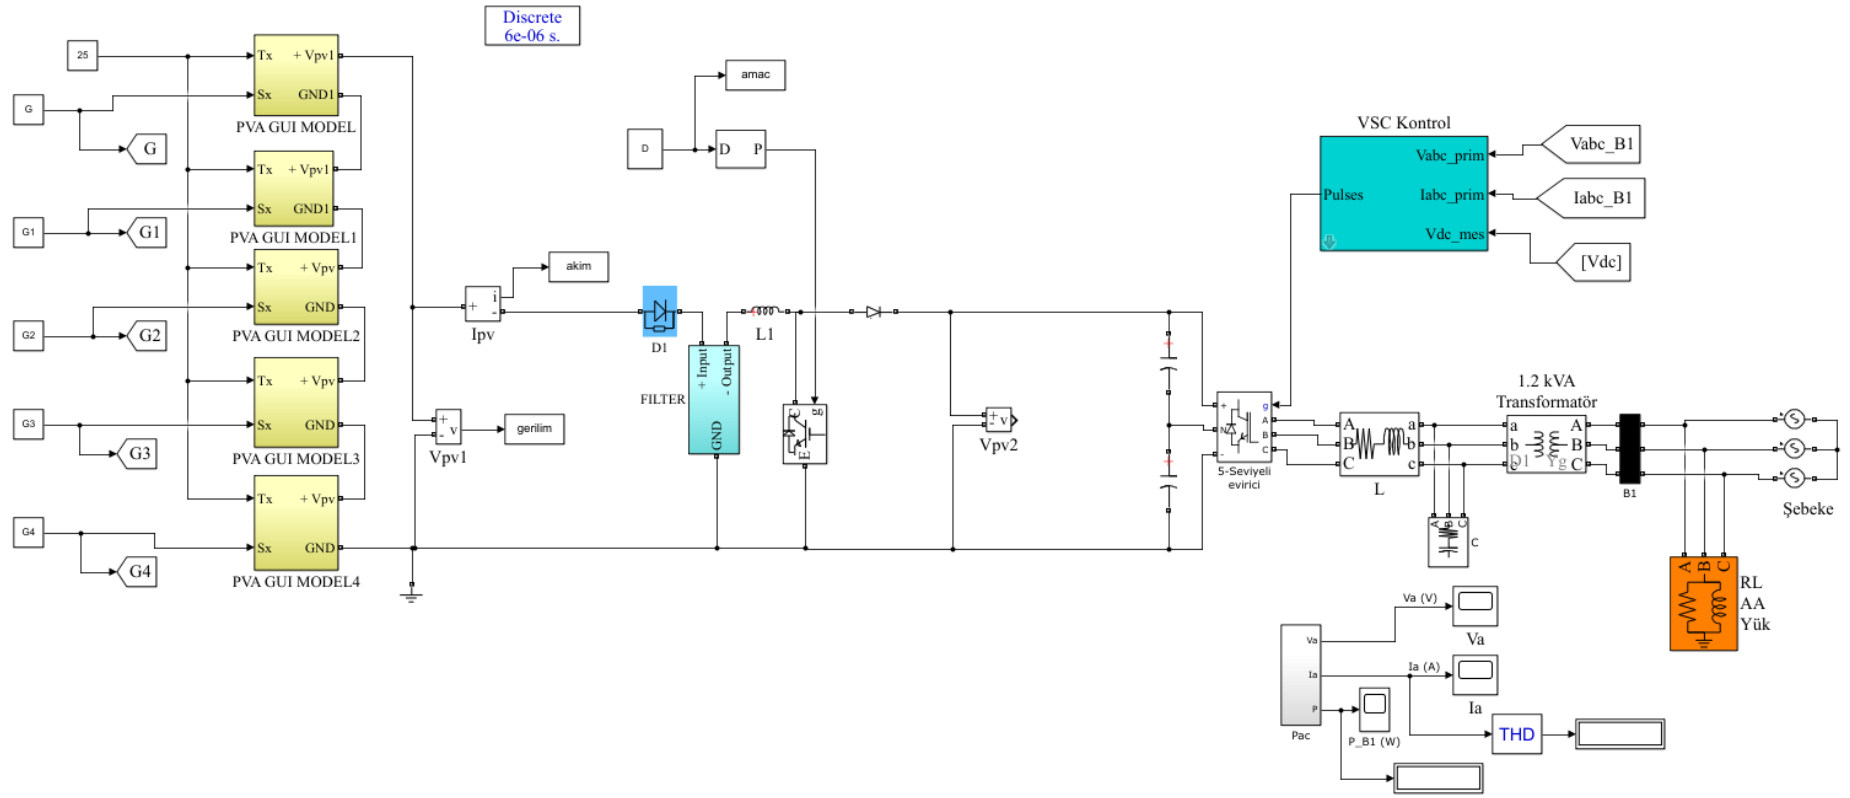 Discrete
6e-06 s.
25
Tx
+ Vpv1
Sx
GND1
PVA GUI MODEL
G
G
Tx
+ Vpv1
Sx
GND1
PVA GUI MODEL1
G1
G1
Tx
+ Vpv
Sx
GND
PVA GUI MODEL2
G2
G2
Tx
+ Vpv
Sx
GND
PVA GUI MODEL3
G3
G3
Tx
+ Vpv
Sx
GND
PVA GUI MODEL4
G4
G4
amac
D
D
P
akim
+
i
-
Ipv
+
-
v
Vpv1
gerilim
D1
+ Input
- Output
GND
FILTER
L1
C
g
E
+
-
v
Vpv2
VSC Kontrol
Vabc_prim
Iabc_prim
Vdc_mes
Pulses
Vabc_B1
Iabc_B1
[Vdc]
+
N
-
g
A
B
C
5-Seviyeli
evirici
A
B
C
a
b
c
L
A
B
C
C
1.2 kVA
Transformatör
a
b
c
A
B
C
D1
Yg
B1
Şebeke
A
B
C
RL
AA
Yük
Va
Ia
P
Pac
Va (V)
Va
Ia (A)
Ia
P_B1 (W)
THD